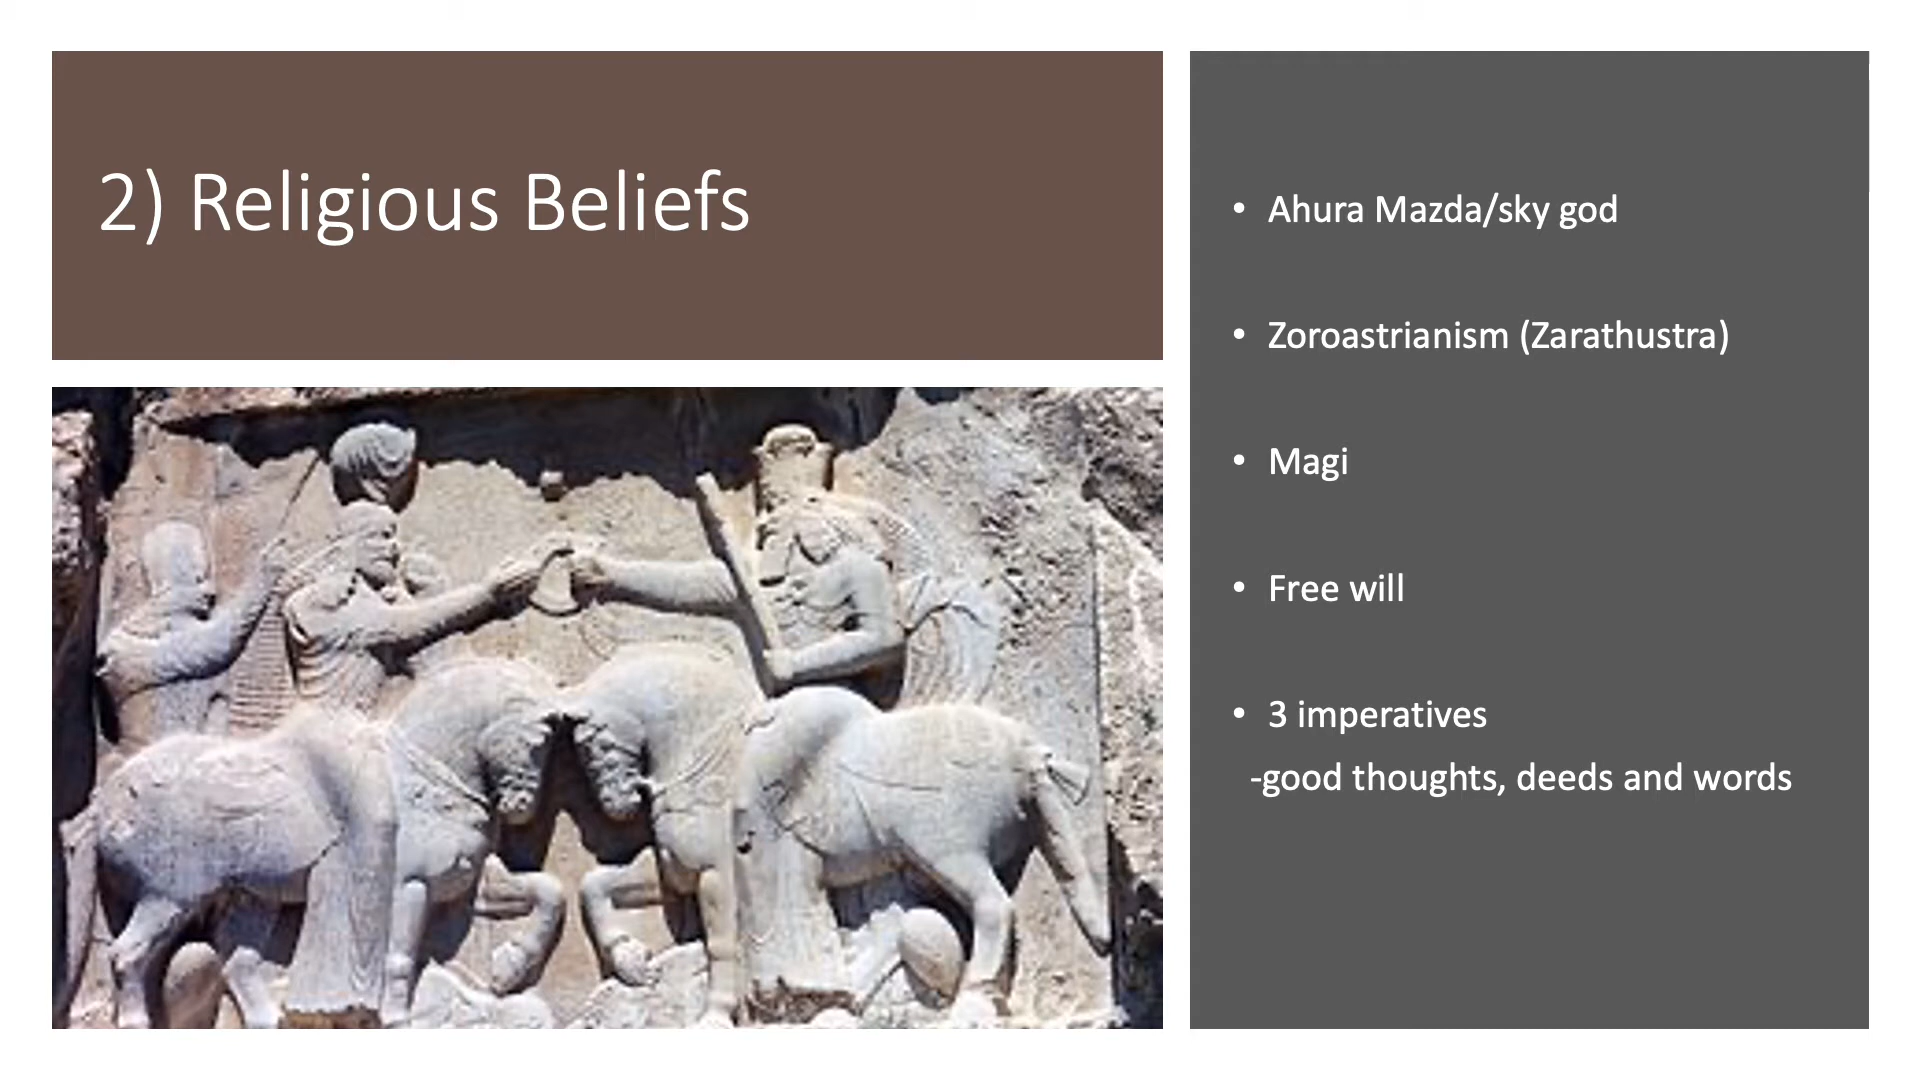 2) Religious Beliefs
• Ahura Mazda/sky god
• Zoroastrianism (Zarathustra)
• Magi
• Free will
• 3 imperatives
-good thoughts, deeds and words